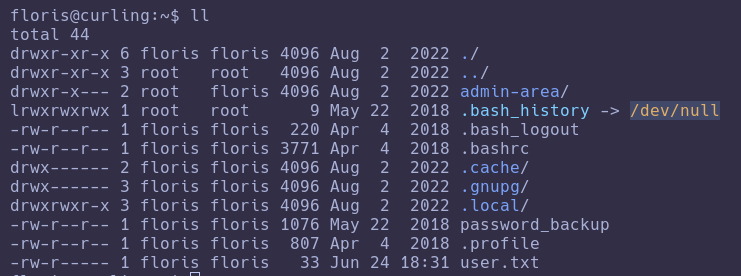 floris@curling:~$ ll
total 44
drwxr-xr-x 6 floris floris 4096 Aug  2  2022 ./
drwxr-xr-x 3 root   root   4096 Aug  2  2022 ../
drwxr-x--- 2 root   floris 4096 Aug  2  2022 admin-area/
lrwxrwxrwx 1 root   root      9 May 22  2018 .bash_history -> /dev/null
-rw-r--r-- 1 floris floris  220 Apr  4  2018 .bash_logout
-rw-r--r-- 1 floris floris 3771 Apr  4  2018 .bashrc
drwx------ 2 floris floris 4096 Aug  2  2022 .cache/
drwx------ 3 floris floris 4096 Aug  2  2022 .gnupg/
drwxrwxr-x 3 floris floris 4096 Aug  2  2022 .local/
-rw-r--r-- 1 floris floris 1076 May 22  2018 password_backup
-rw-r--r-- 1 floris floris  807 Apr  4  2018 .profile
-rw-r----- 1 floris floris   33 Jun 24 18:31 user.txt